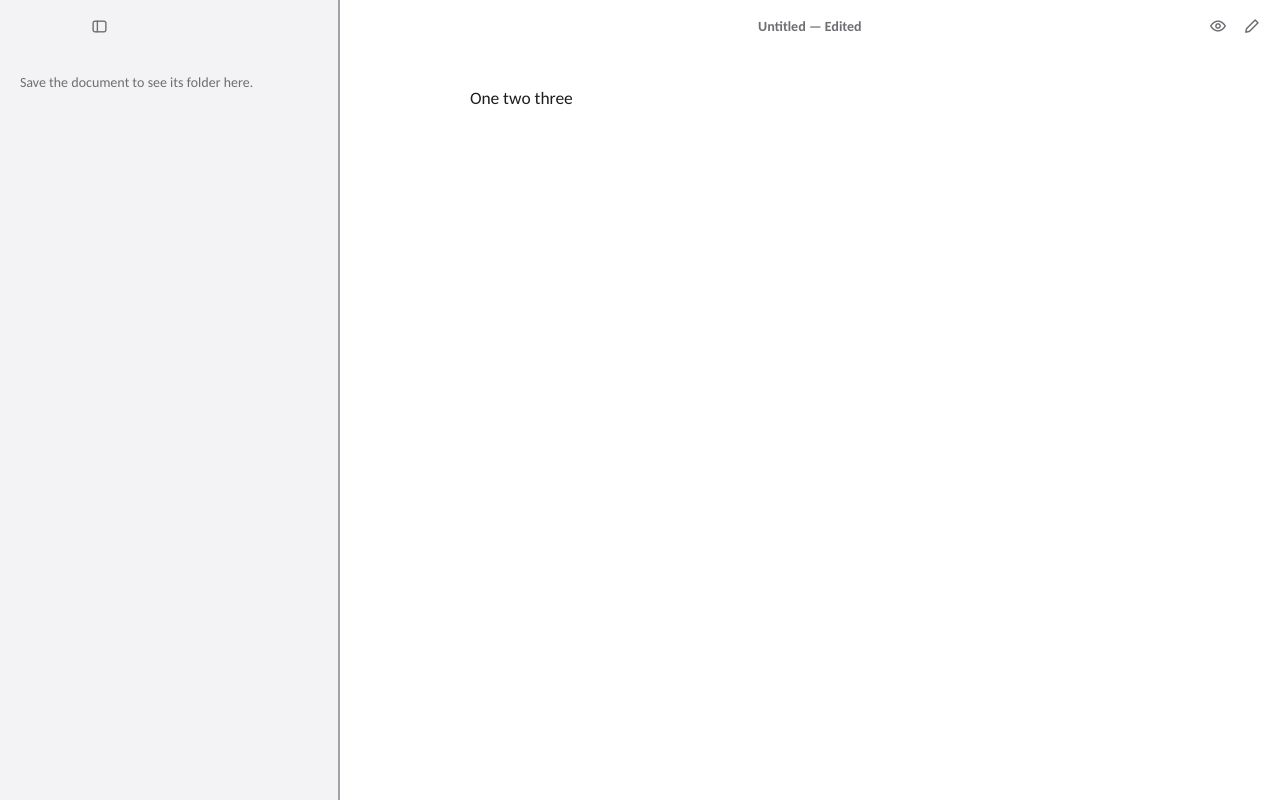 Untitled — Edited
Save the document to see its folder here.
One two three